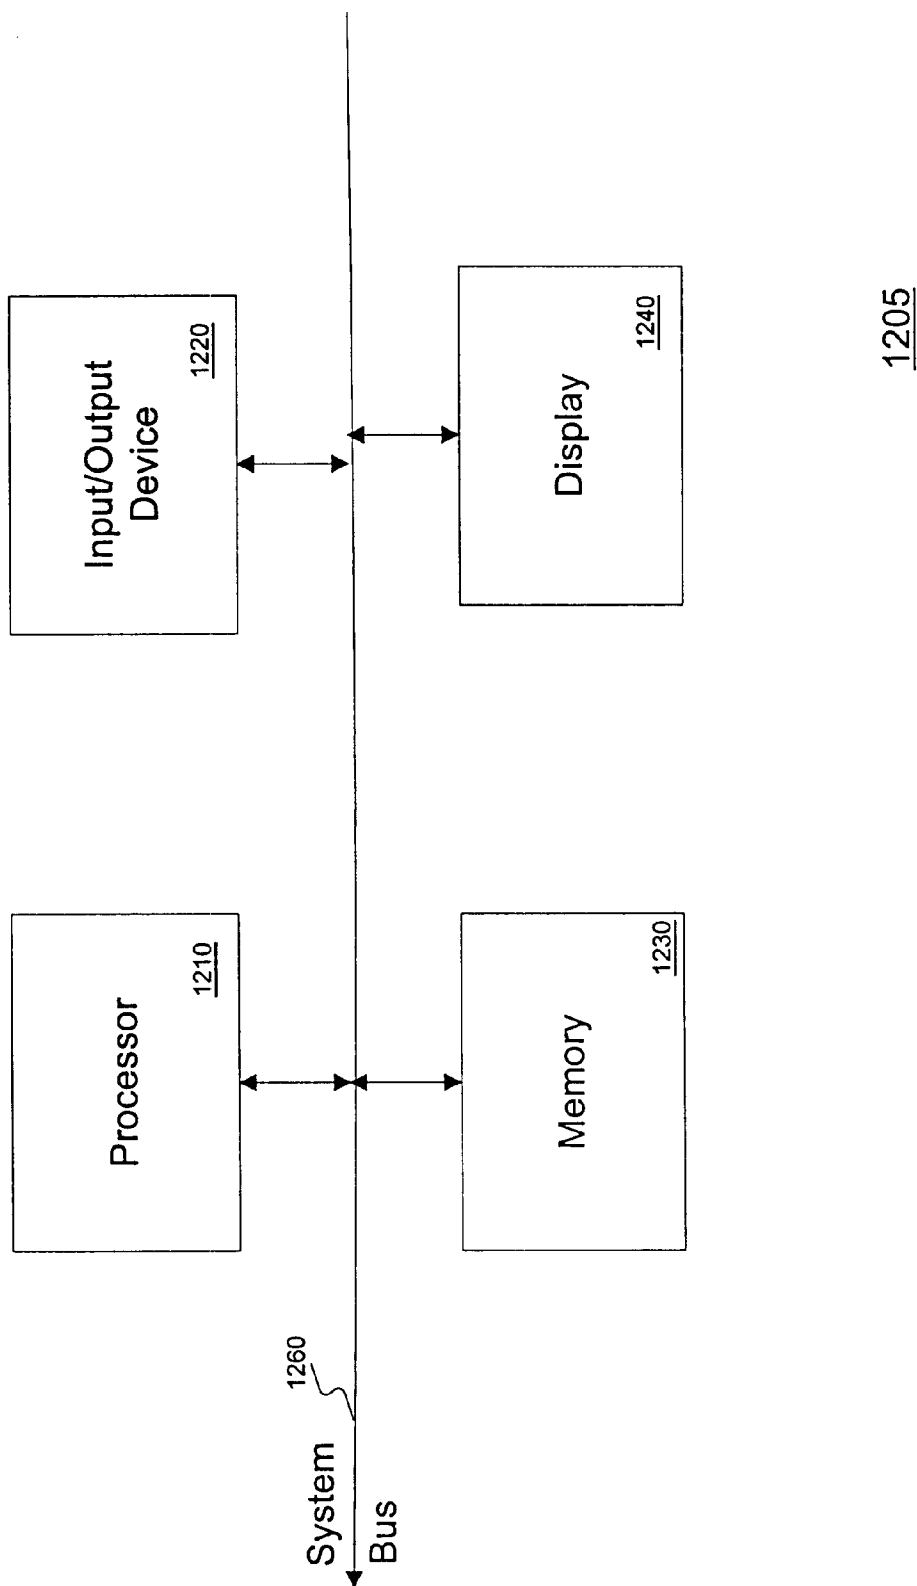 Processor
1210
Input/Output
Device
1220
System
Bus
1260
Memory
1230
Display
1240
1205